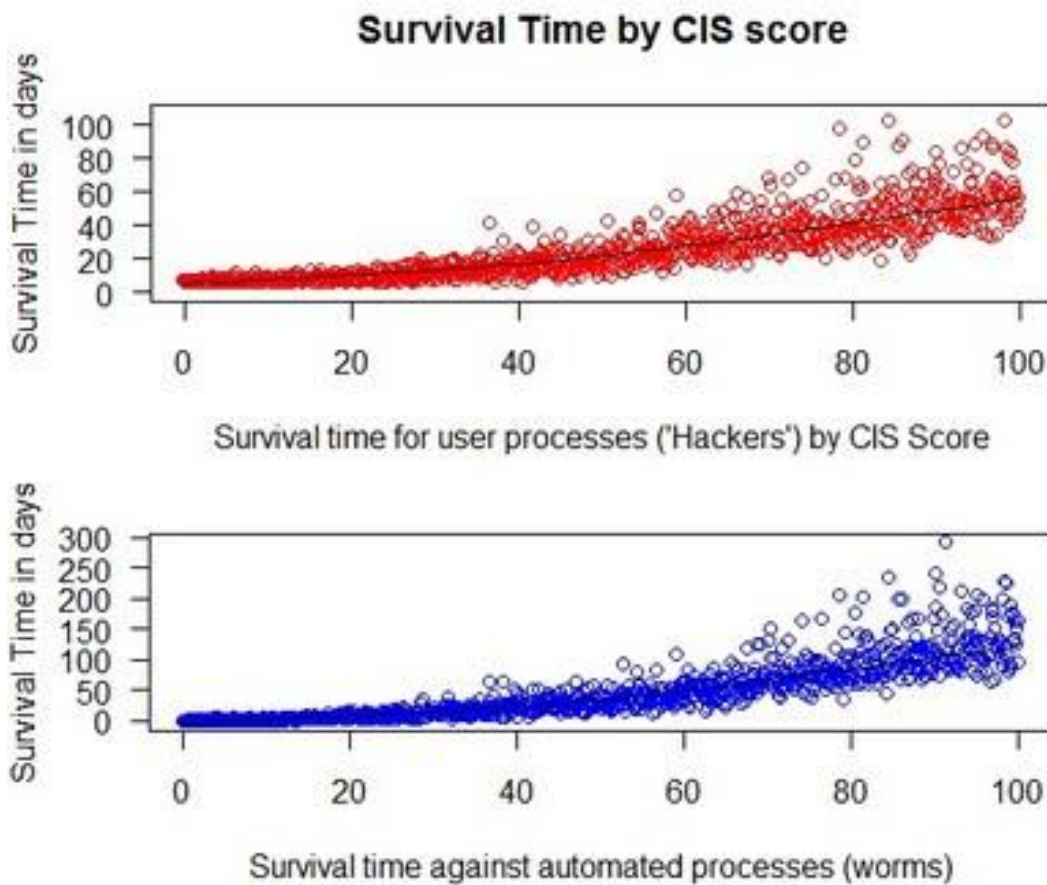 Survival Time by CIS score
Survival Time in days
100
80
60
40
20
0
0 20 40 60 80 100
Survival time for user processes ('Hackers') by CIS Score
Survival Time in days
300
250
200
150
100
50
0
0 20 40 60 80 100
Survival time against automated processes (worms)